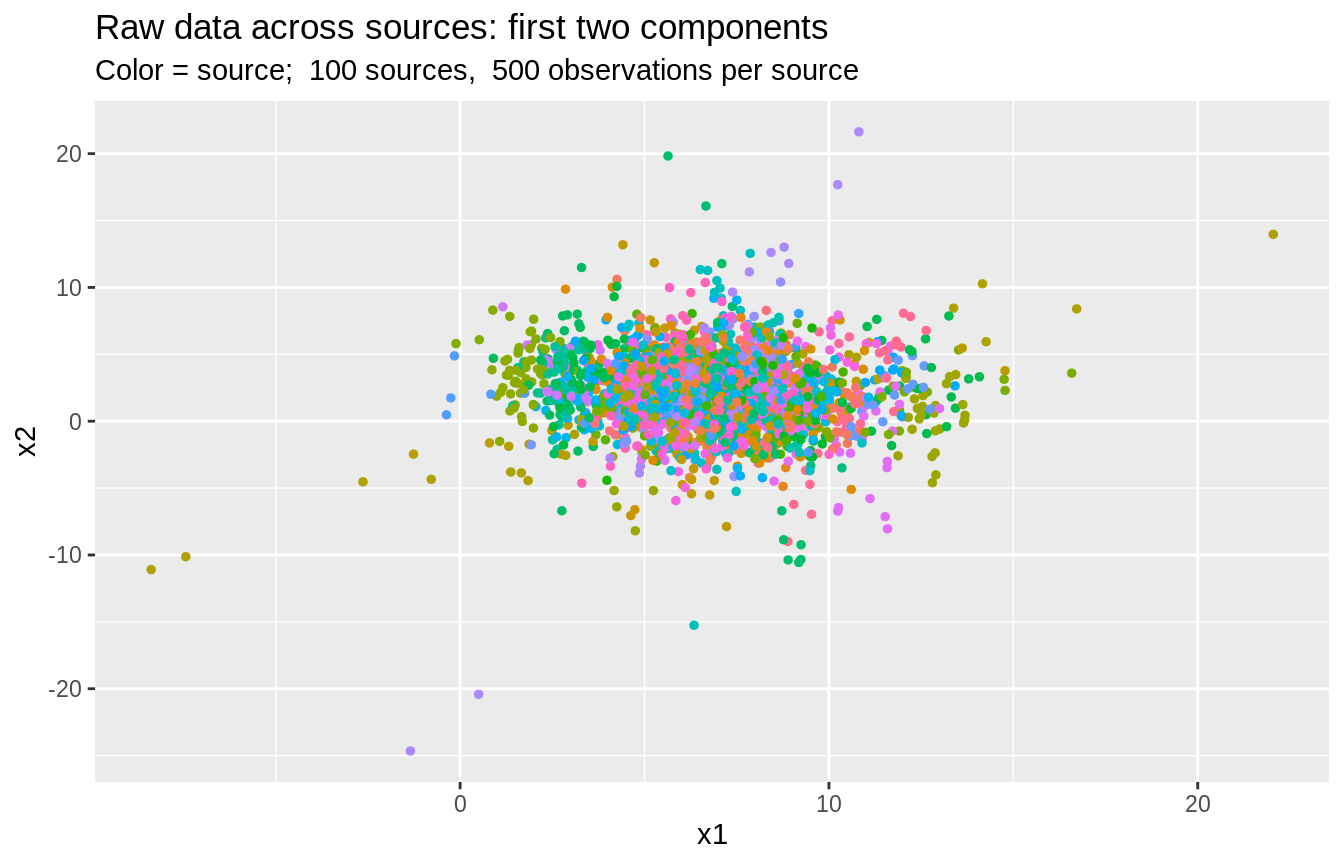 Raw data across sources: first two components
Color = source;  100 sources,  500 observations per source
20
10
0
-10
-20
x2
0
10
20
x1